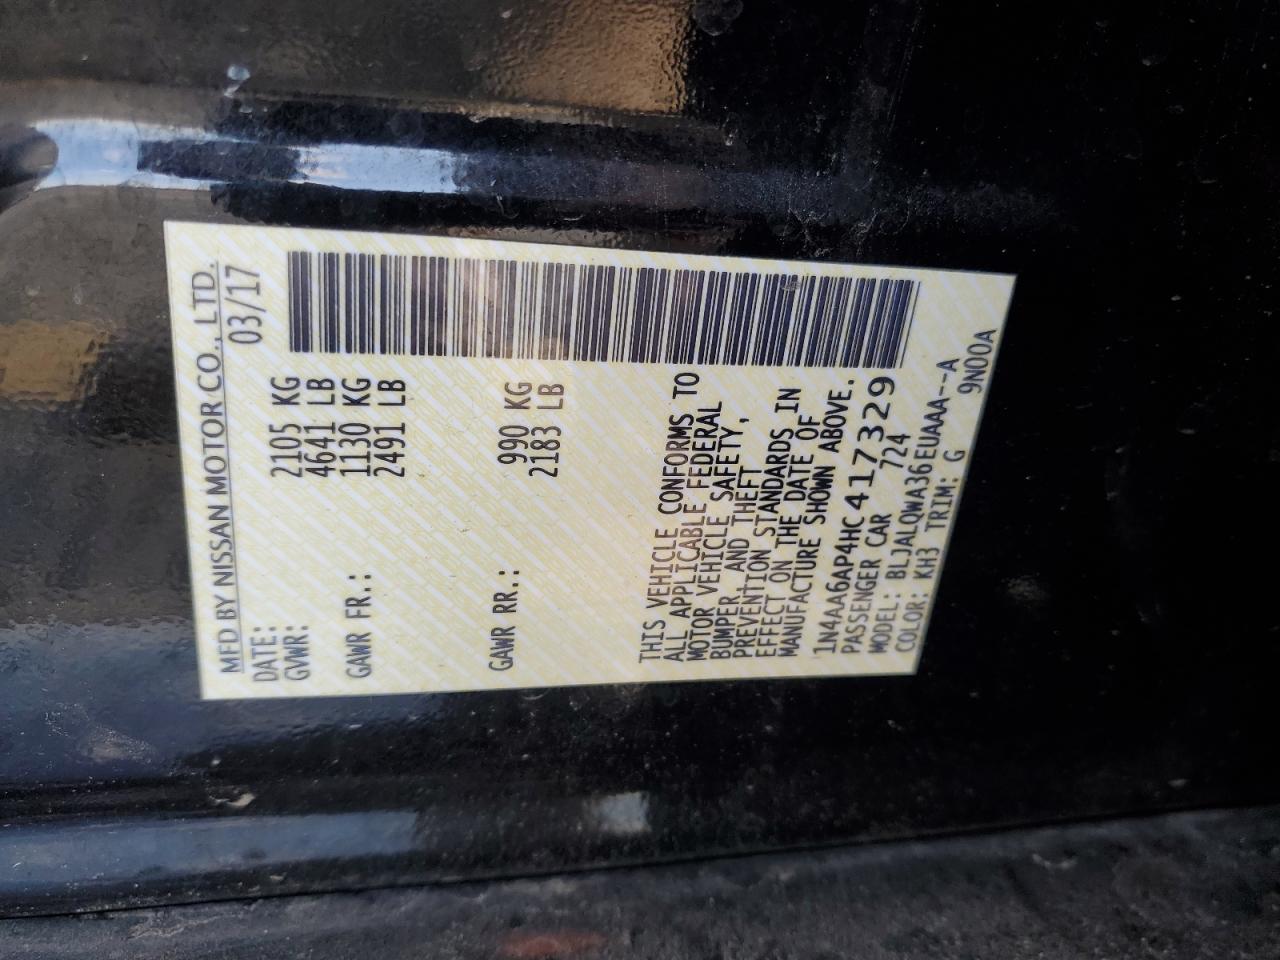 MFD BY NISSAN MOTOR CO., LTD.
DATE: 03/17
GVWR: 2105 KG
4641 LB
GAWR FR.: 1130 KG
2491 LB
GAWR RR.: 990 KG
2183 LB
THIS VEHICLE CONFORMS TO
ALL APPLICABLE FEDERAL
MOTOR VEHICLE SAFETY,
BUMPER, AND THEFT
PREVENTION STANDARDS IN
EFFECT ON THE DATE OF
MANUFACTURE SHOWN ABOVE.
1N4AA6AP4HC417329
PASSENGER CAR 724
MODEL: BLJALQWA36EUAAA--A
COLOR: KH3 TRIM: G 9N00A